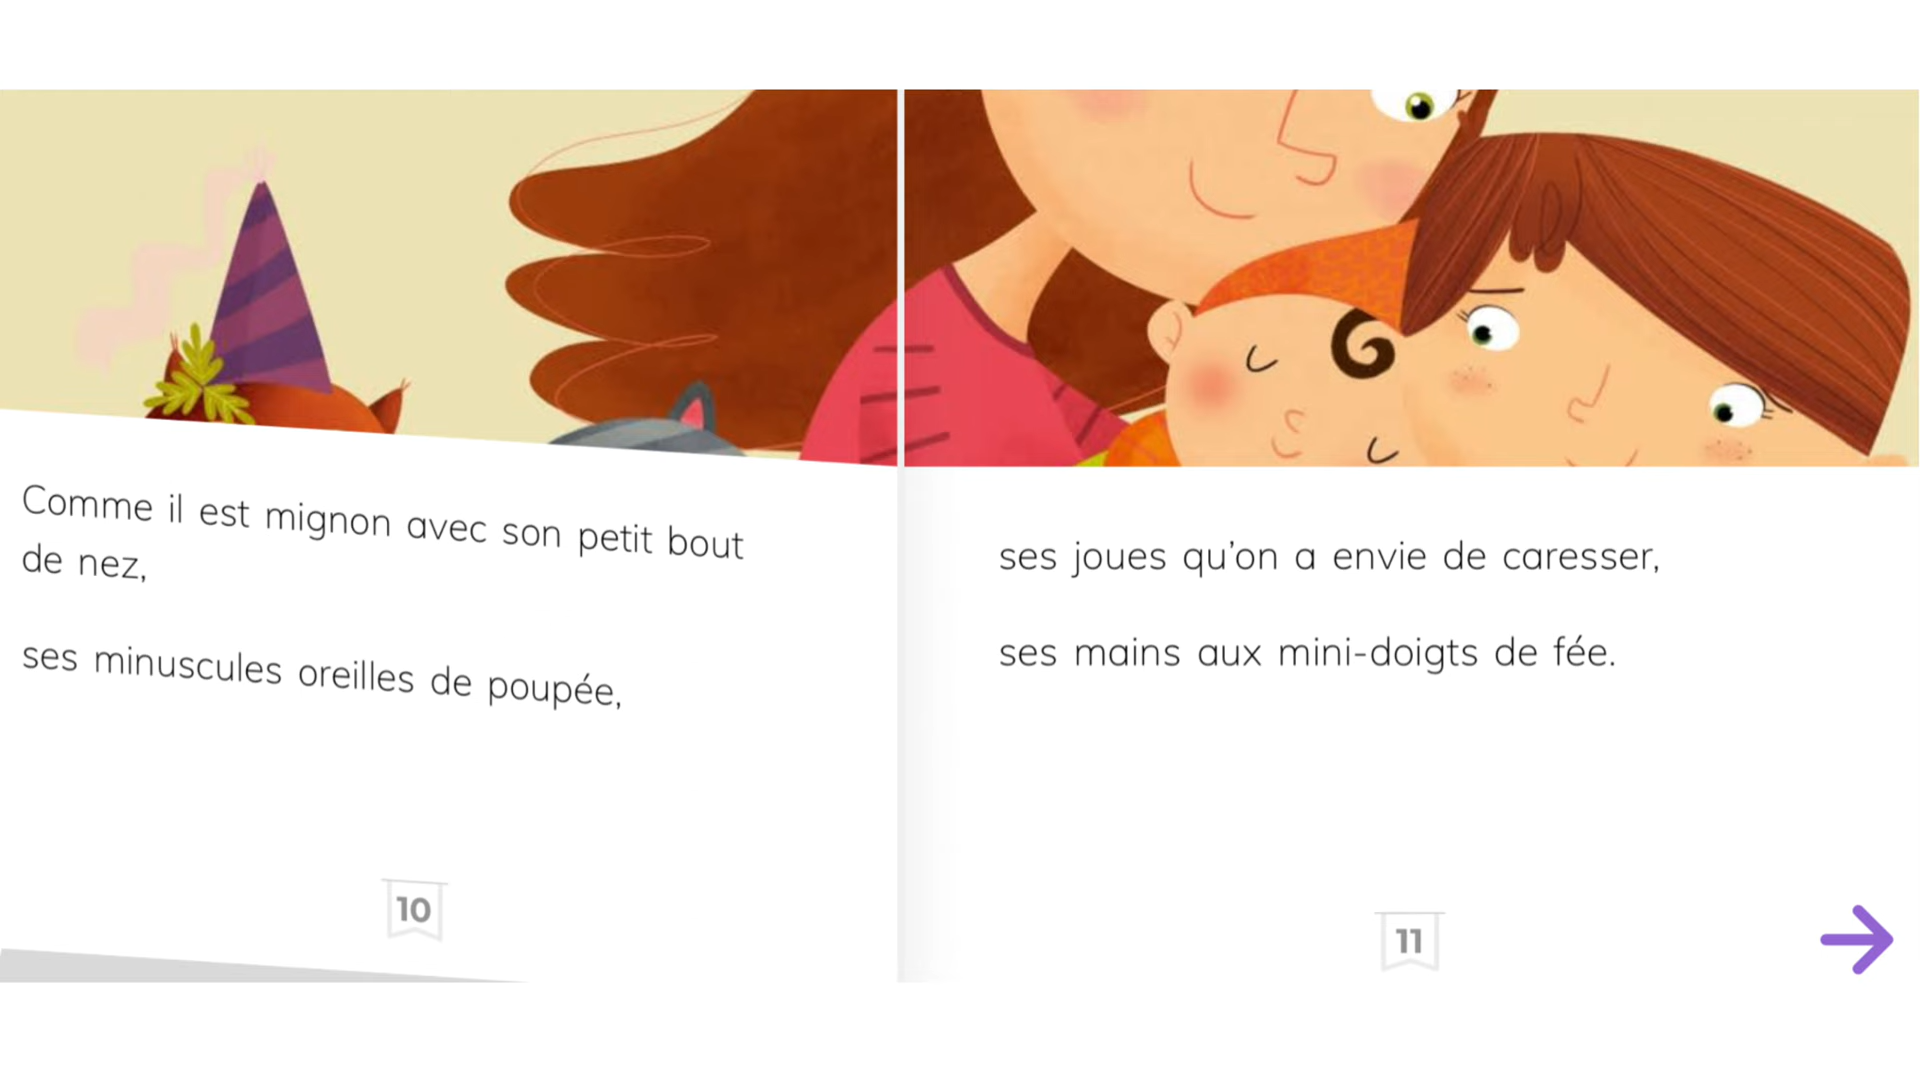 Comme il est mignon avec son petit bout
de nez,
ses minuscules oreilles de poupée,
10
ses joues qu'on a envie de caresser,
ses mains aux mini-doigts de fée.
11